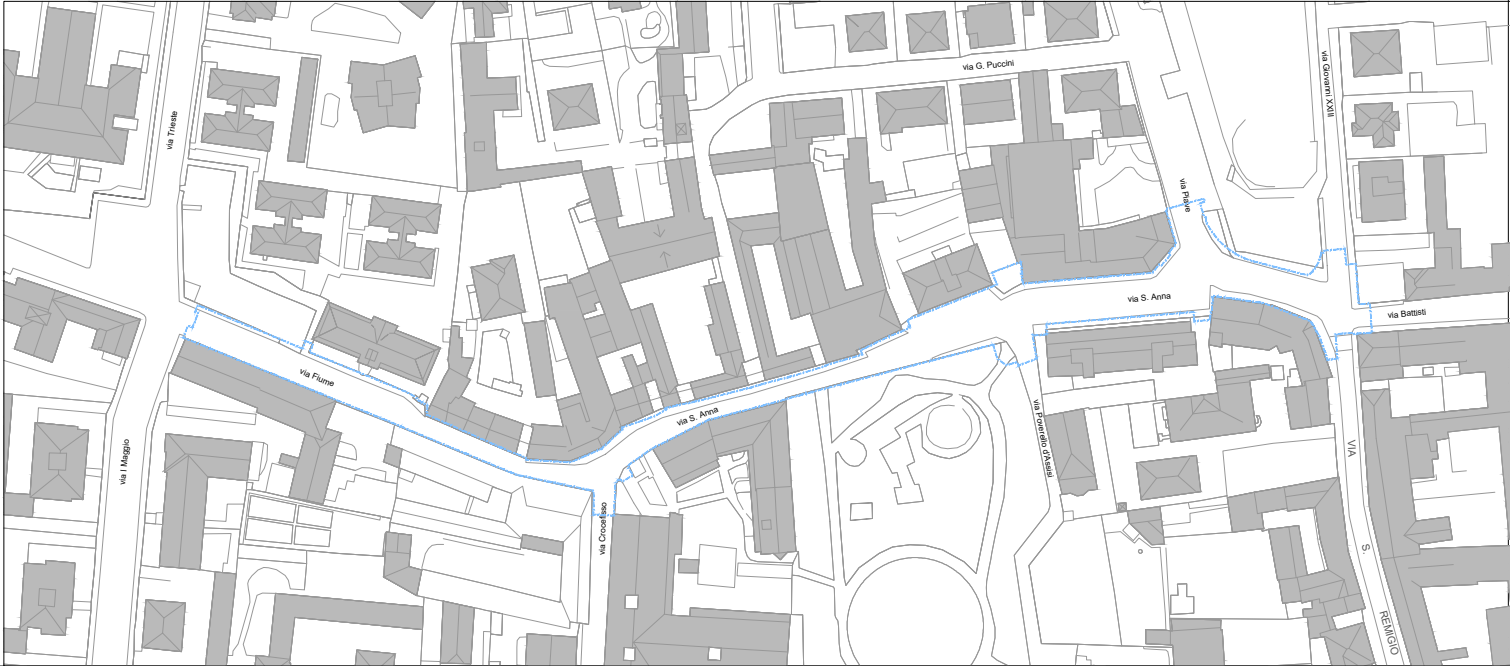 via G. Puccini
via Giovanni XXIII
via Trieste
via Piave
via S. Anna
via Battisti
via Fiume
via S. Anna
via Poverello d'Assisi
via I Maggio
VIA
S.
REMIGIO
via Crocefisso